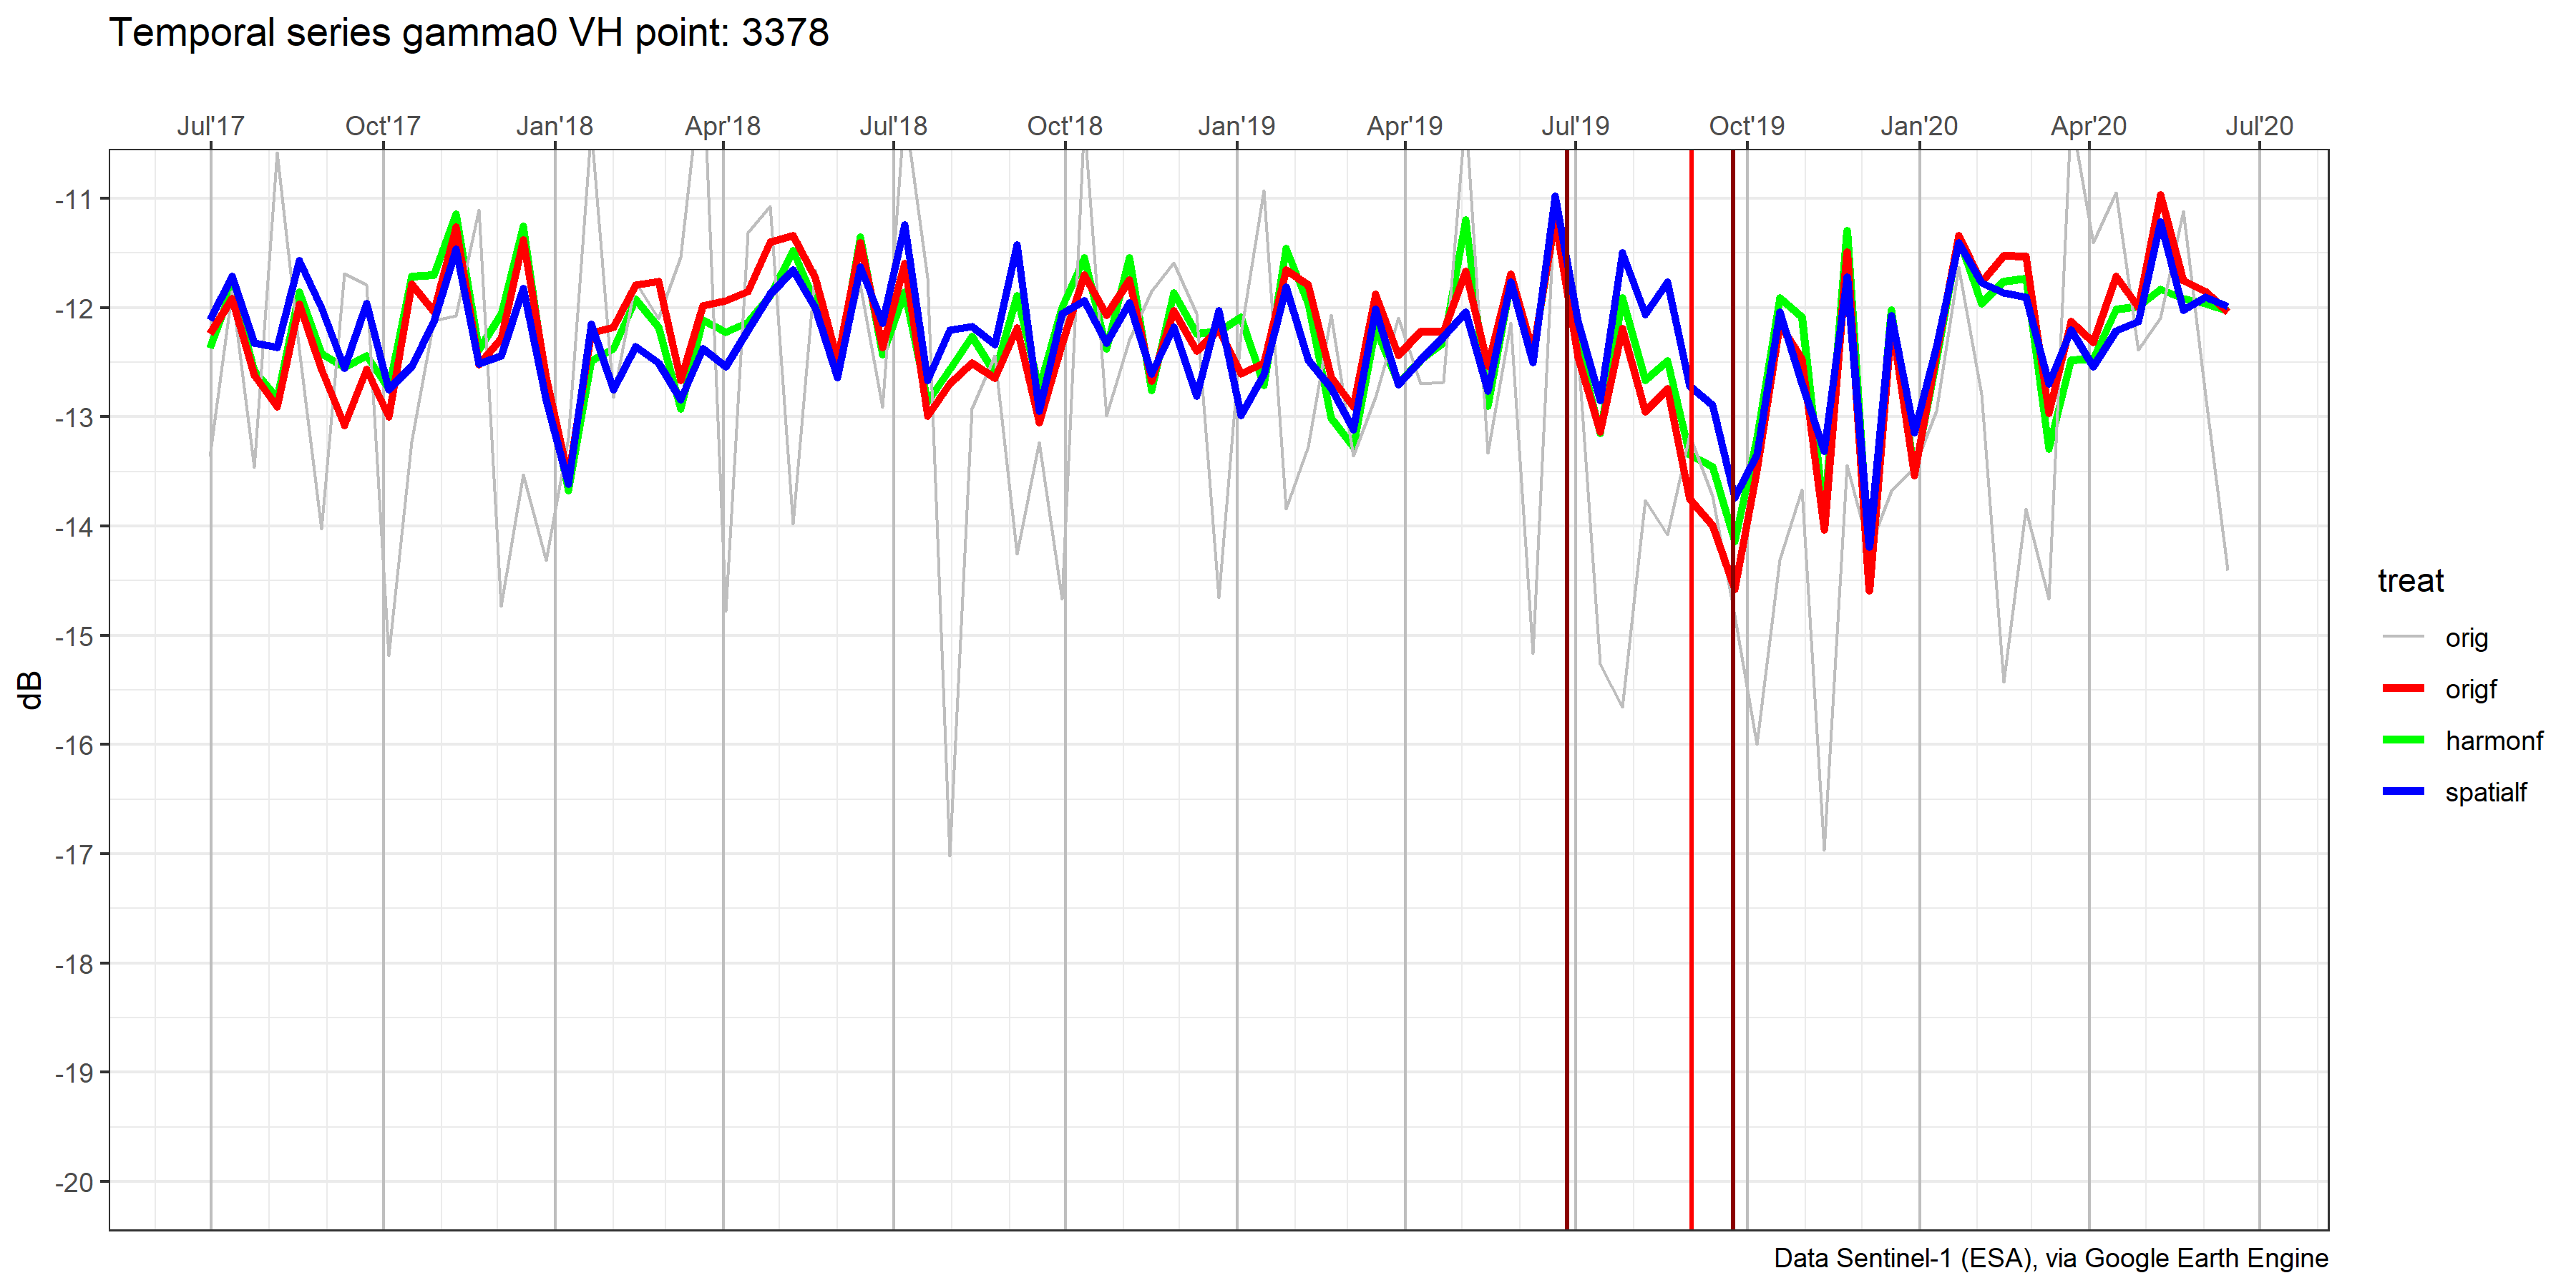 Temporal series gamma0 VH point: 3378
Jul'17 Oct'17 Jan'18 Apr'18 Jul'18 Oct'18 Jan'19 Apr'19 Jul'19 Oct'19 Jan'20 Apr'20 Jul'20
-11
-12
-13
-14
-15
-16
-17
-18
-19
-20
dB
treat
orig
origf
harmonf
spatialf
Data Sentinel-1 (ESA), via Google Earth Engine